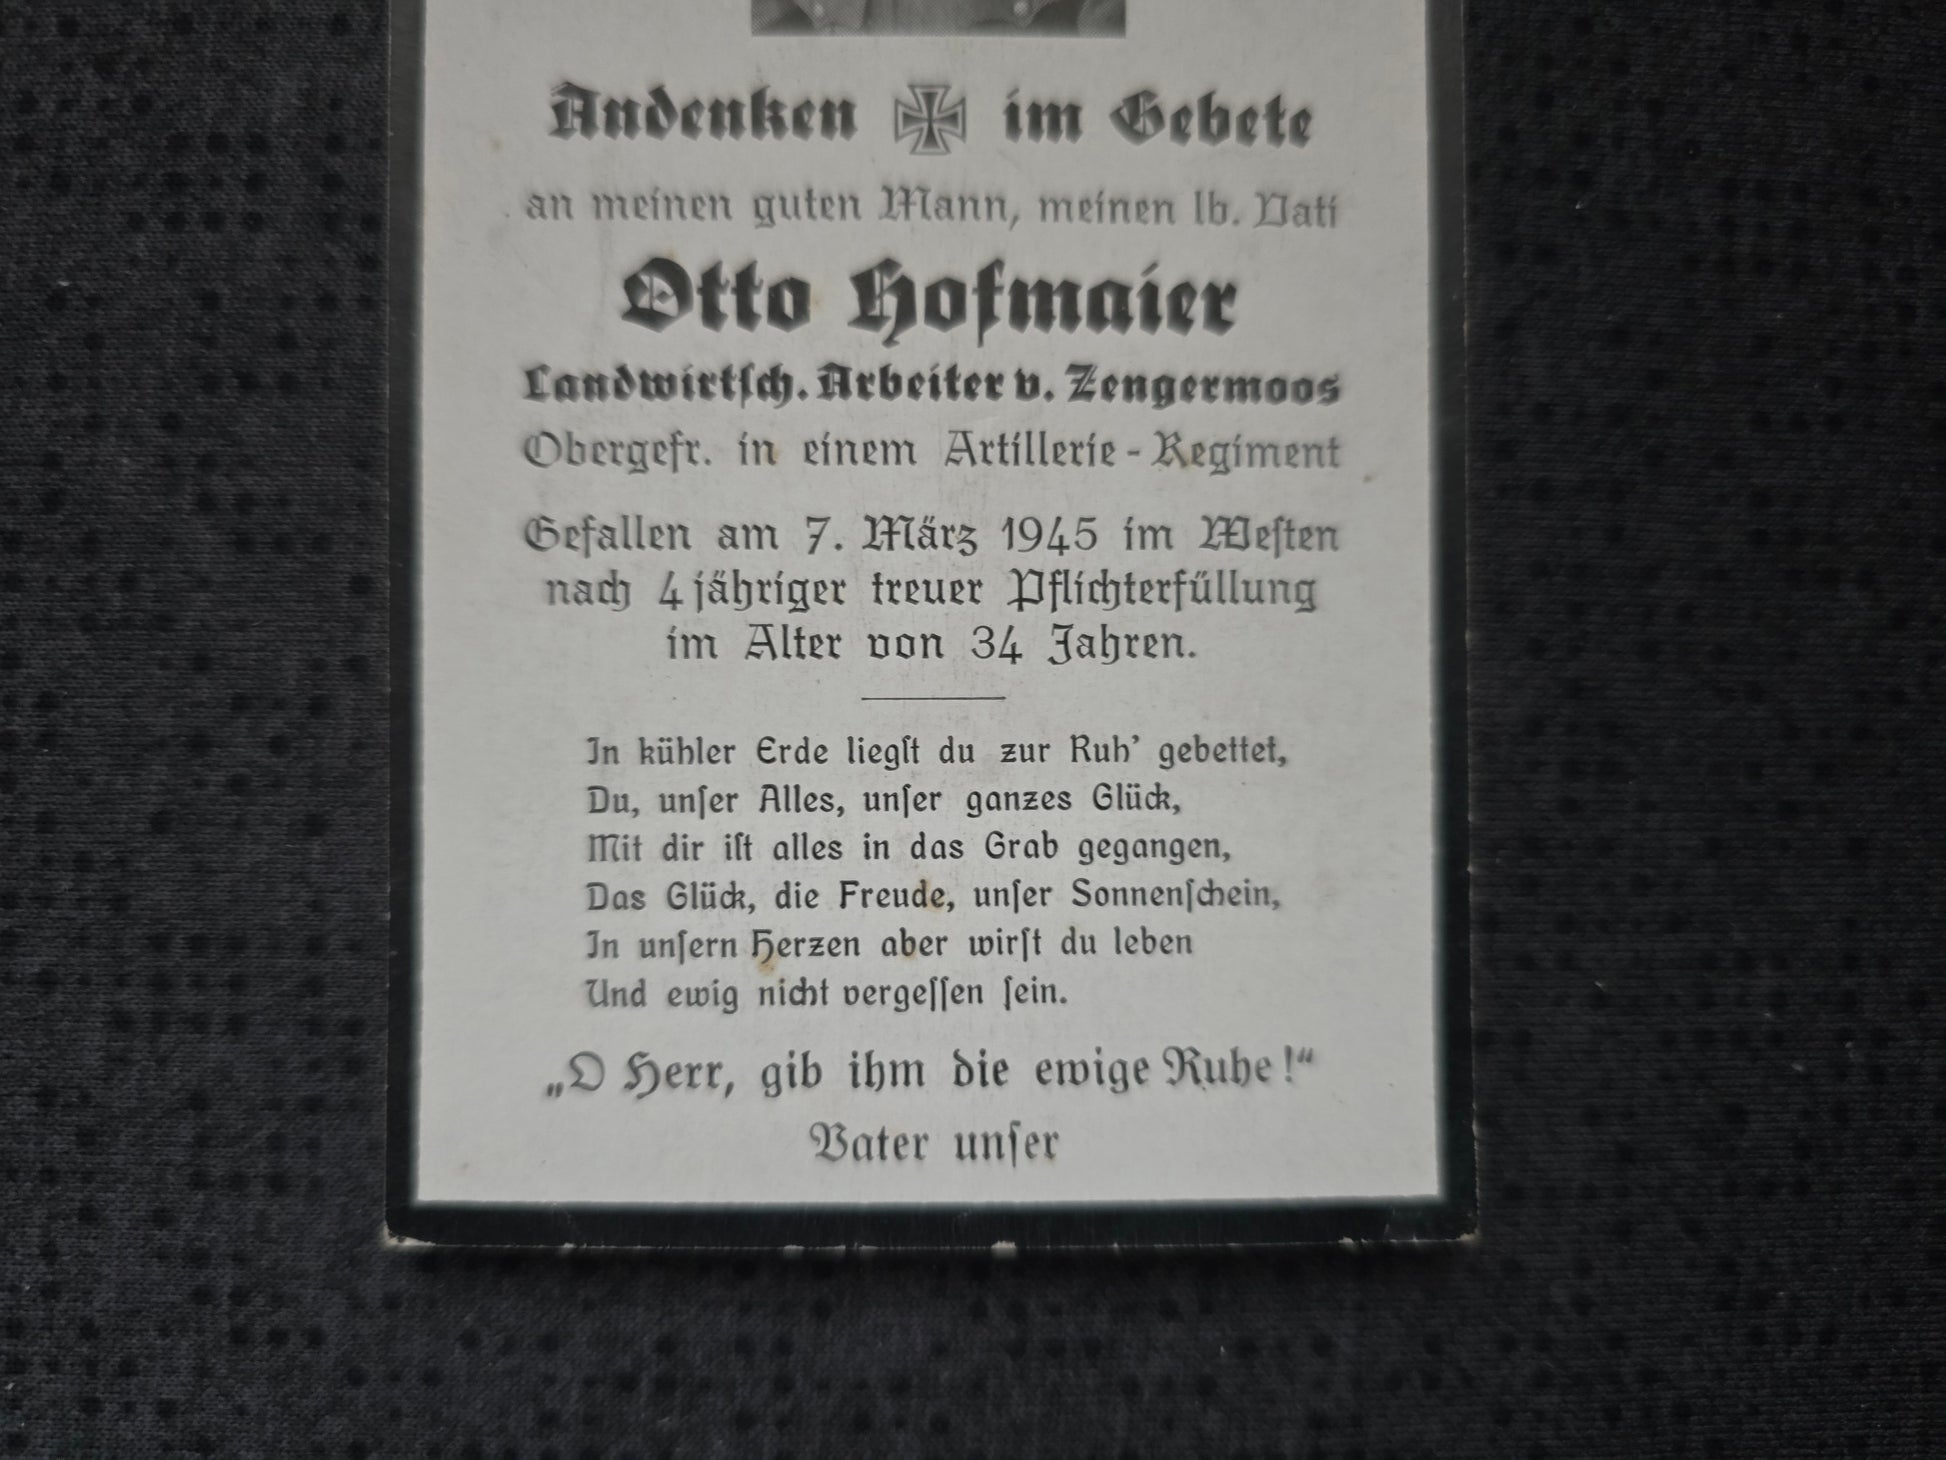 Andenken im Gebete
an meinen guten Mann, meinen lb. Vati
Otto Hofmaier
Landwirtſch. Arbeiter v. Zengermoos
Obergefr. in einem Artillerie-Regiment
Gefallen am 7. März 1945 im Weſten
nach 4 jähriger treuer Pflichterfüllung
im Alter von 34 Jahren.
In kühler Erde liegſt du zur Ruh' gebettet,
Du, unſer Alles, unſer ganzes Glück,
Mit dir iſt alles in das Grab gegangen,
Das Glück, die Freude, unſer Sonnenſchein,
In unſern Herzen aber wirſt du leben
Und ewig nicht vergeſſen ſein.
„O Herr, gib ihm die ewige Ruhe!“
Vater unſer